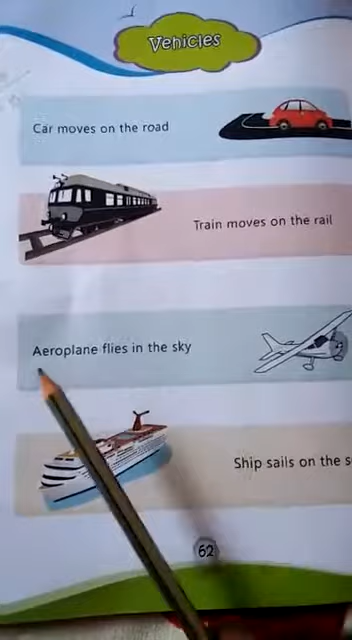 Vehicles
Car moves on the road
Train moves on the rail
Aeroplane flies in the sky
Ship sails on the
62